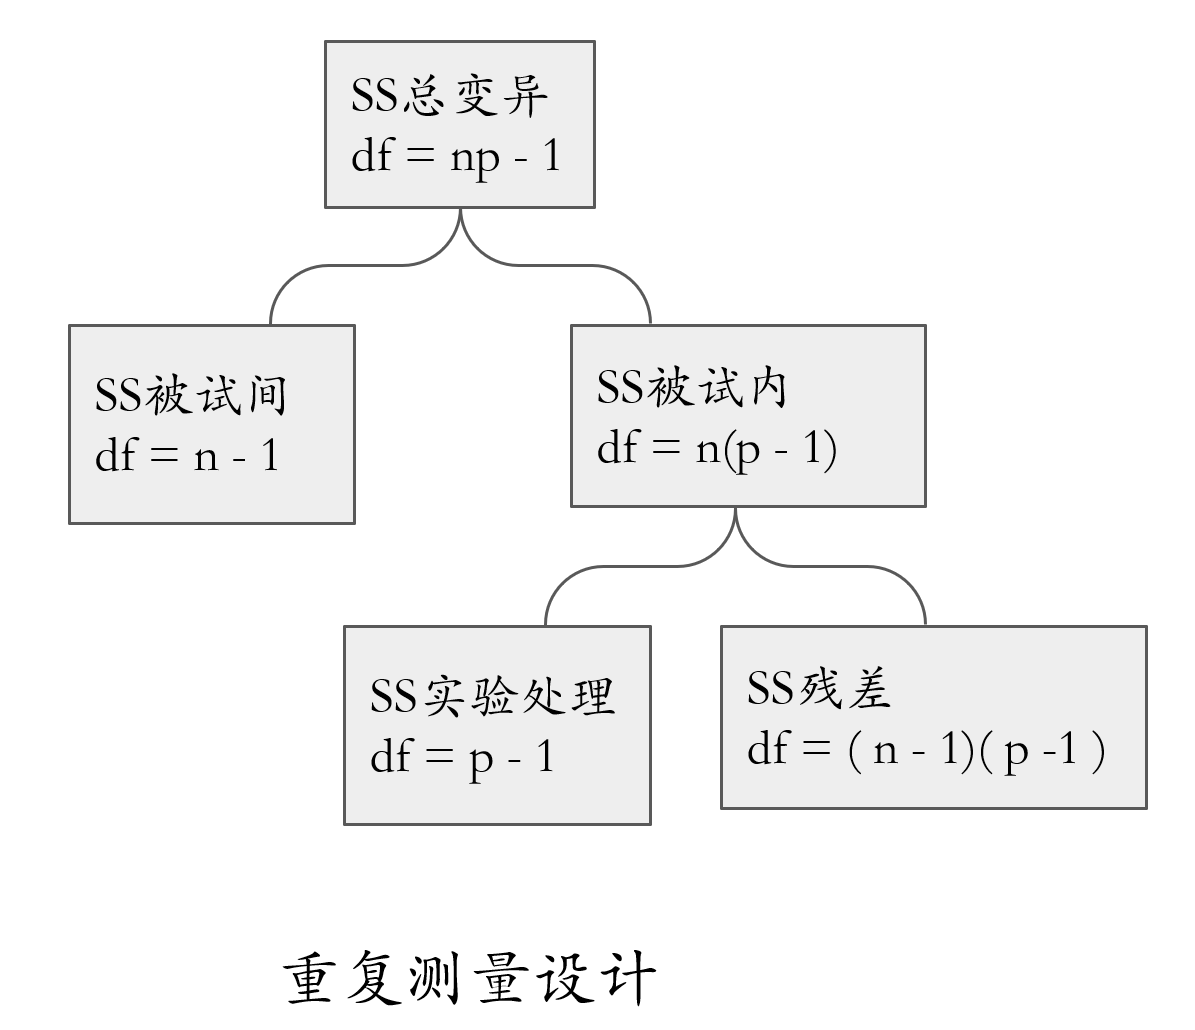 SS总变异
df = np - 1
SS被试间
df = n - 1
SS被试内
df = n(p - 1)
SS实验处理
df = p - 1
SS残差
df = ( n - 1)( p -1 )
重复测量设计